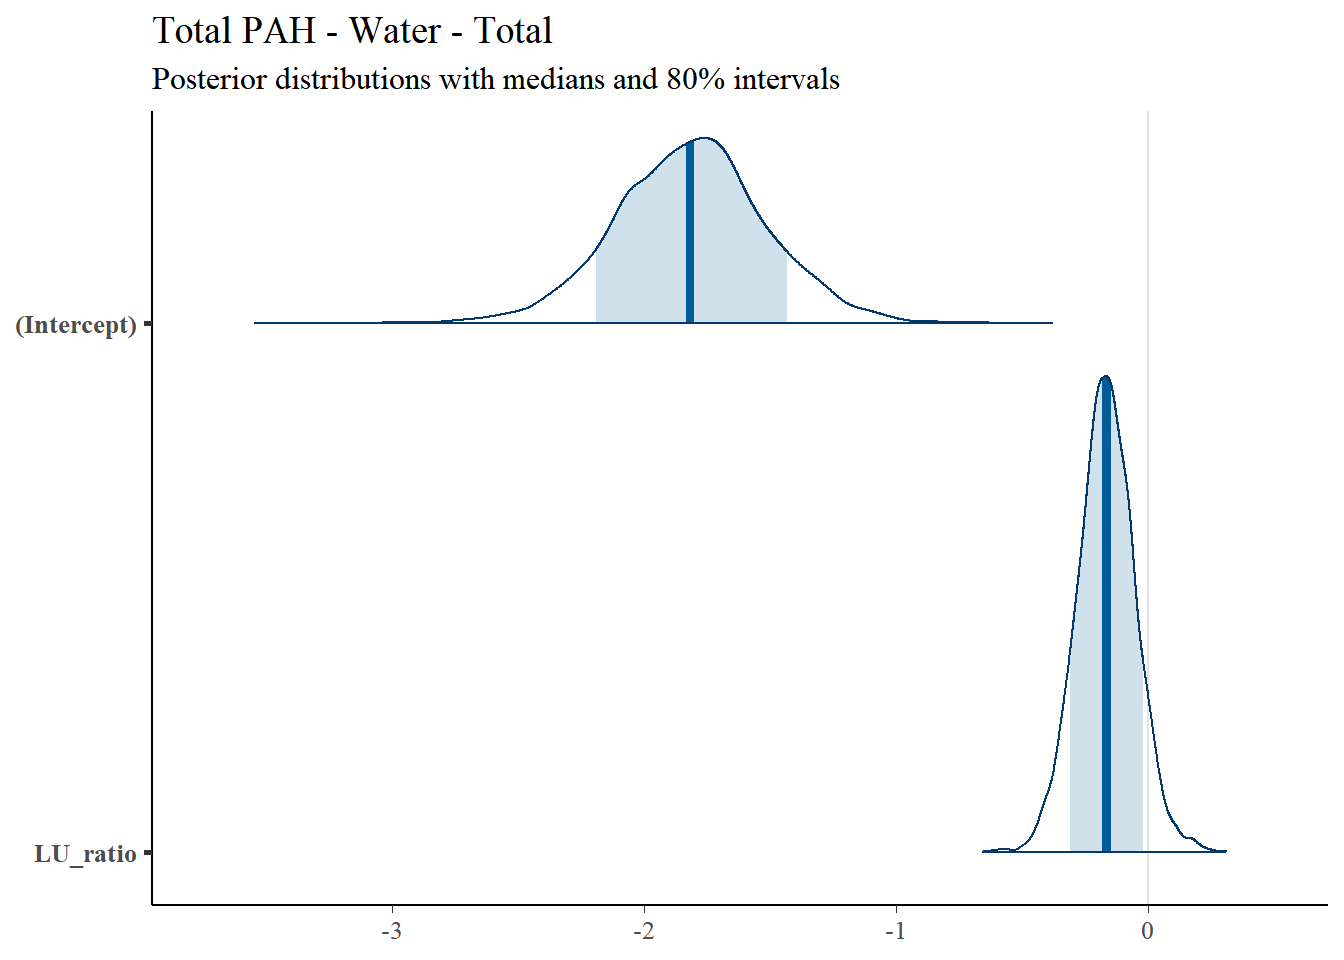 Total PAH - Water - Total
Posterior distributions with medians and 80% intervals
(Intercept)
LU_ratio
-3 -2 -1 0